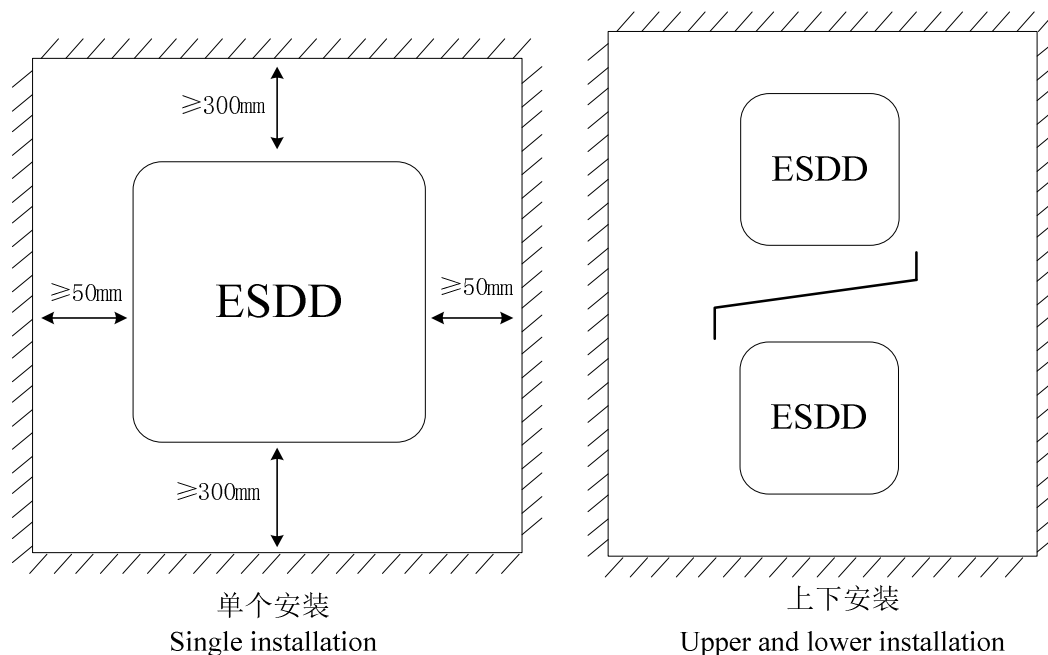 ≥300mm
≥50mm
ESDD
≥50mm
≥300mm
单个安装
Single installation
ESDD
ESDD
上下安装
Upper and lower installation